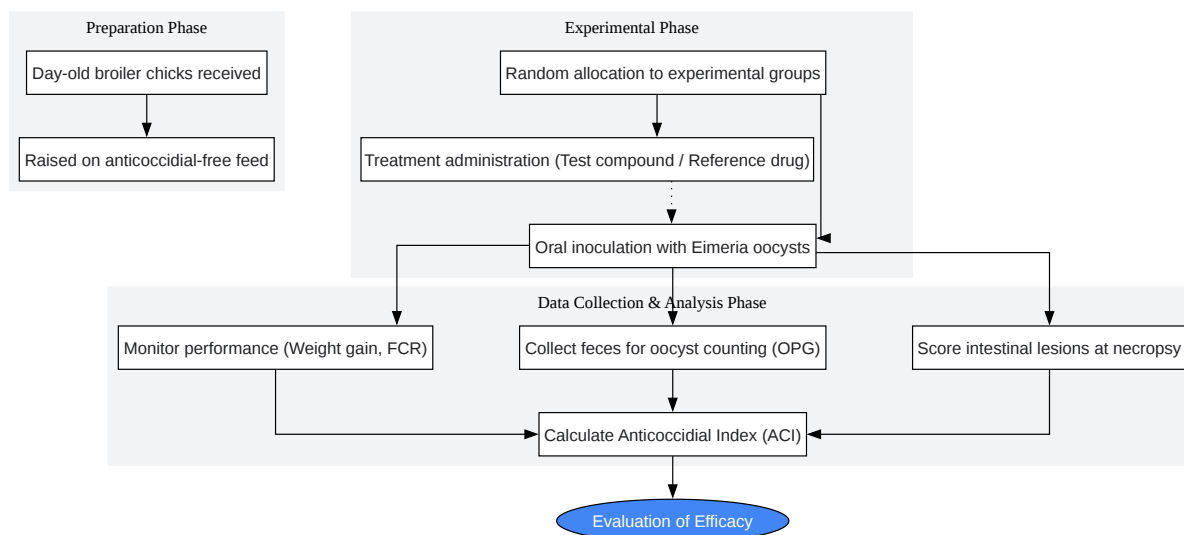 Preparation Phase
Day-old broiler chicks received
Raised on anticoccidial-free feed
Experimental Phase
Random allocation to experimental groups
Treatment administration (Test compound / Reference drug)
Oral inoculation with Eimeria oocysts
Data Collection & Analysis Phase
Monitor performance (Weight gain, FCR)
Collect feces for oocyst counting (OPG)
Score intestinal lesions at necropsy
Calculate Anticoccidial Index (ACI)
Evaluation of Efficacy